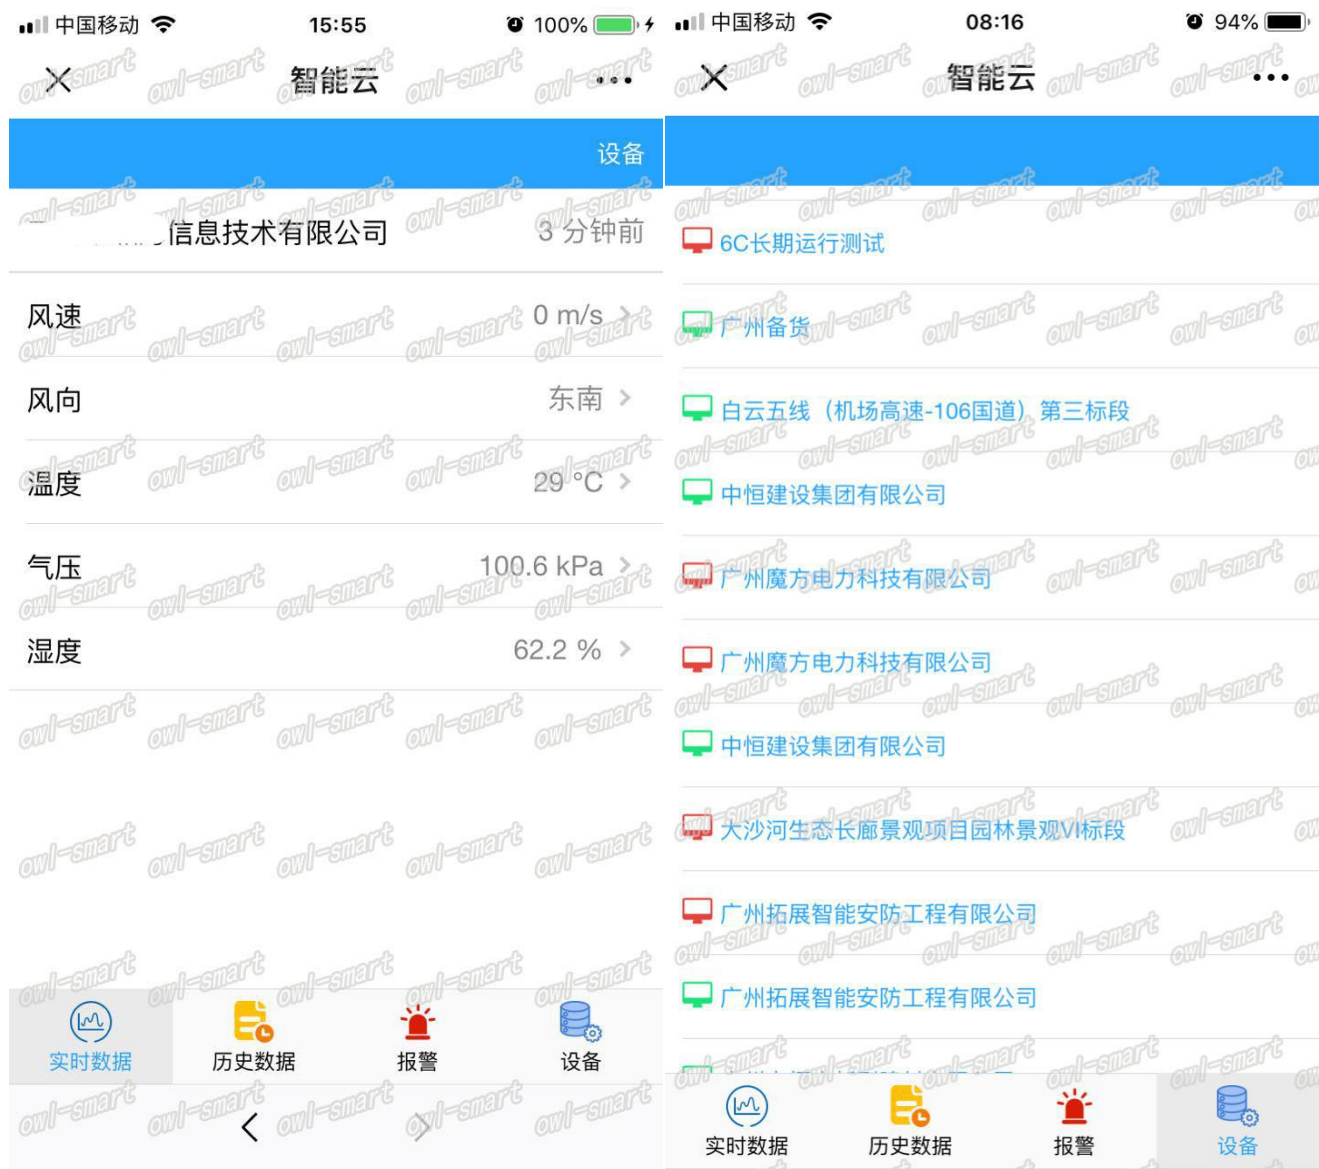 中国移动 15:55 100%
智能云
设备
信息技术有限公司 3 分钟前
风速 0 m/s
风向 东南
温度 29 °C
气压 100.6 kPa
湿度 62.2 %
实时数据 历史数据 报警 设备
中国移动 08:16 94%
智能云
6C长期运行测试
广州备货
白云五线（机场高速-106国道）第三标段
中恒建设集团有限公司
广州魔方电力科技有限公司
广州魔方电力科技有限公司
中恒建设集团有限公司
大沙河生态长廊景观项目园林景观VI标段
广州拓展智能安防工程有限公司
广州拓展智能安防工程有限公司
实时数据 历史数据 报警 设备
owl-smart